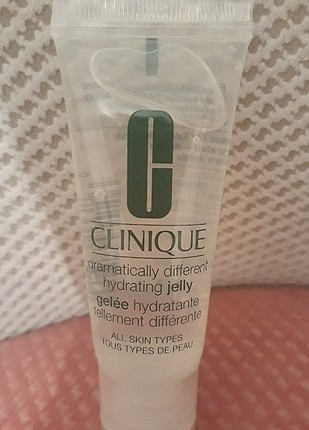 C
CLINIQUE
dramatically different
hydrating jelly
gelée hydratante
tellement différente
ALL SKIN TYPES
TOUS TYPES DE PEAU